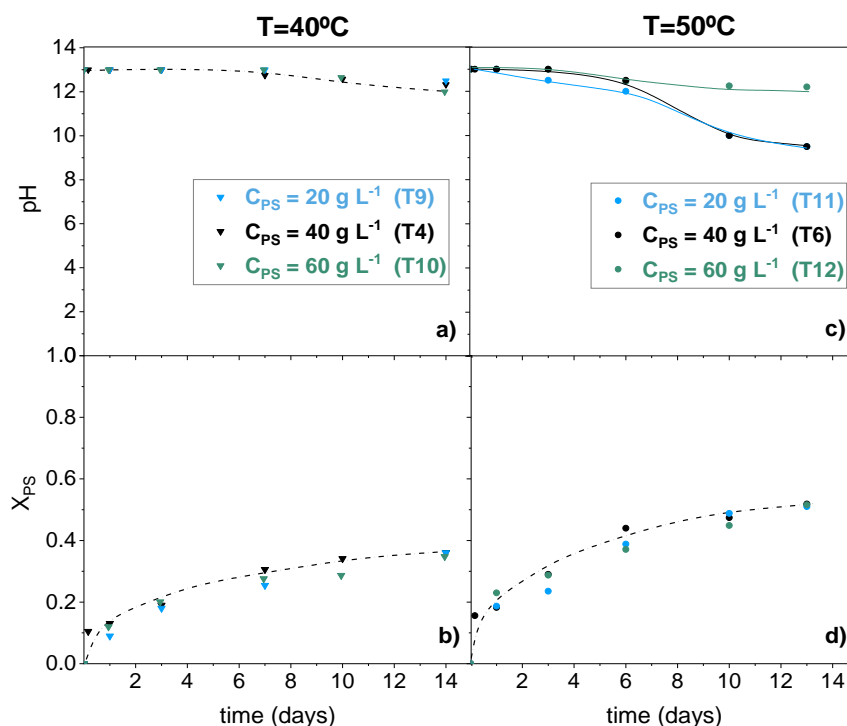 T=40ºC
T=50ºC
14
12
10
8
6
4
2
1.0
0.8
0.6
0.4
0.2
0.0
pH
X_PS
C_PS = 20 g L⁻¹ (T9)
C_PS = 40 g L⁻¹ (T4)
C_PS = 60 g L⁻¹ (T10)
a)
C_PS = 20 g L⁻¹ (T11)
C_PS = 40 g L⁻¹ (T6)
C_PS = 60 g L⁻¹ (T12)
c)
b)
d)
2 4 6 8 10 12 14
2 4 6 8 10 12 14
time (days)
time (days)